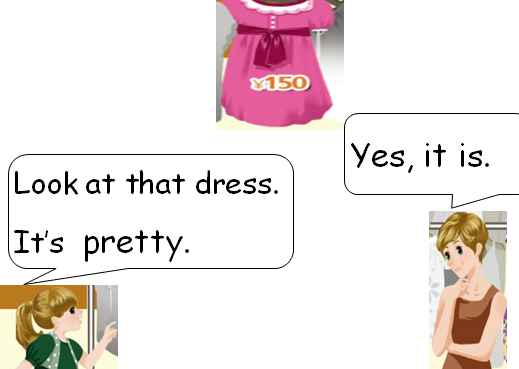 ¥150
Yes, it is.
Look at that dress.
It's pretty.